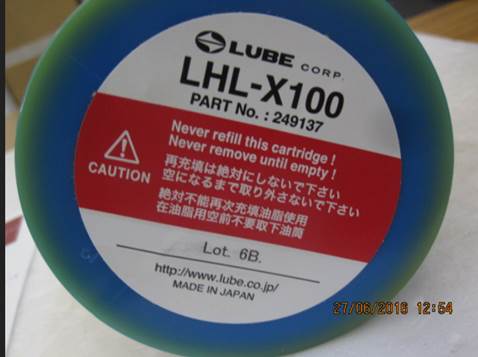 LUBE CORP.
LHL-X100
PART No. : 249137
Never refill this cartridge !
Never remove until empty !
CAUTION
再充填は絶対にしないで下さい
空になるまで取り外さないで下さい
絶対不能再次充填油脂使用
在油脂用空前不要取下油筒
Lot. 6B.
http://www.lube.co.jp/
MADE IN JAPAN
27/06/2016 12:54